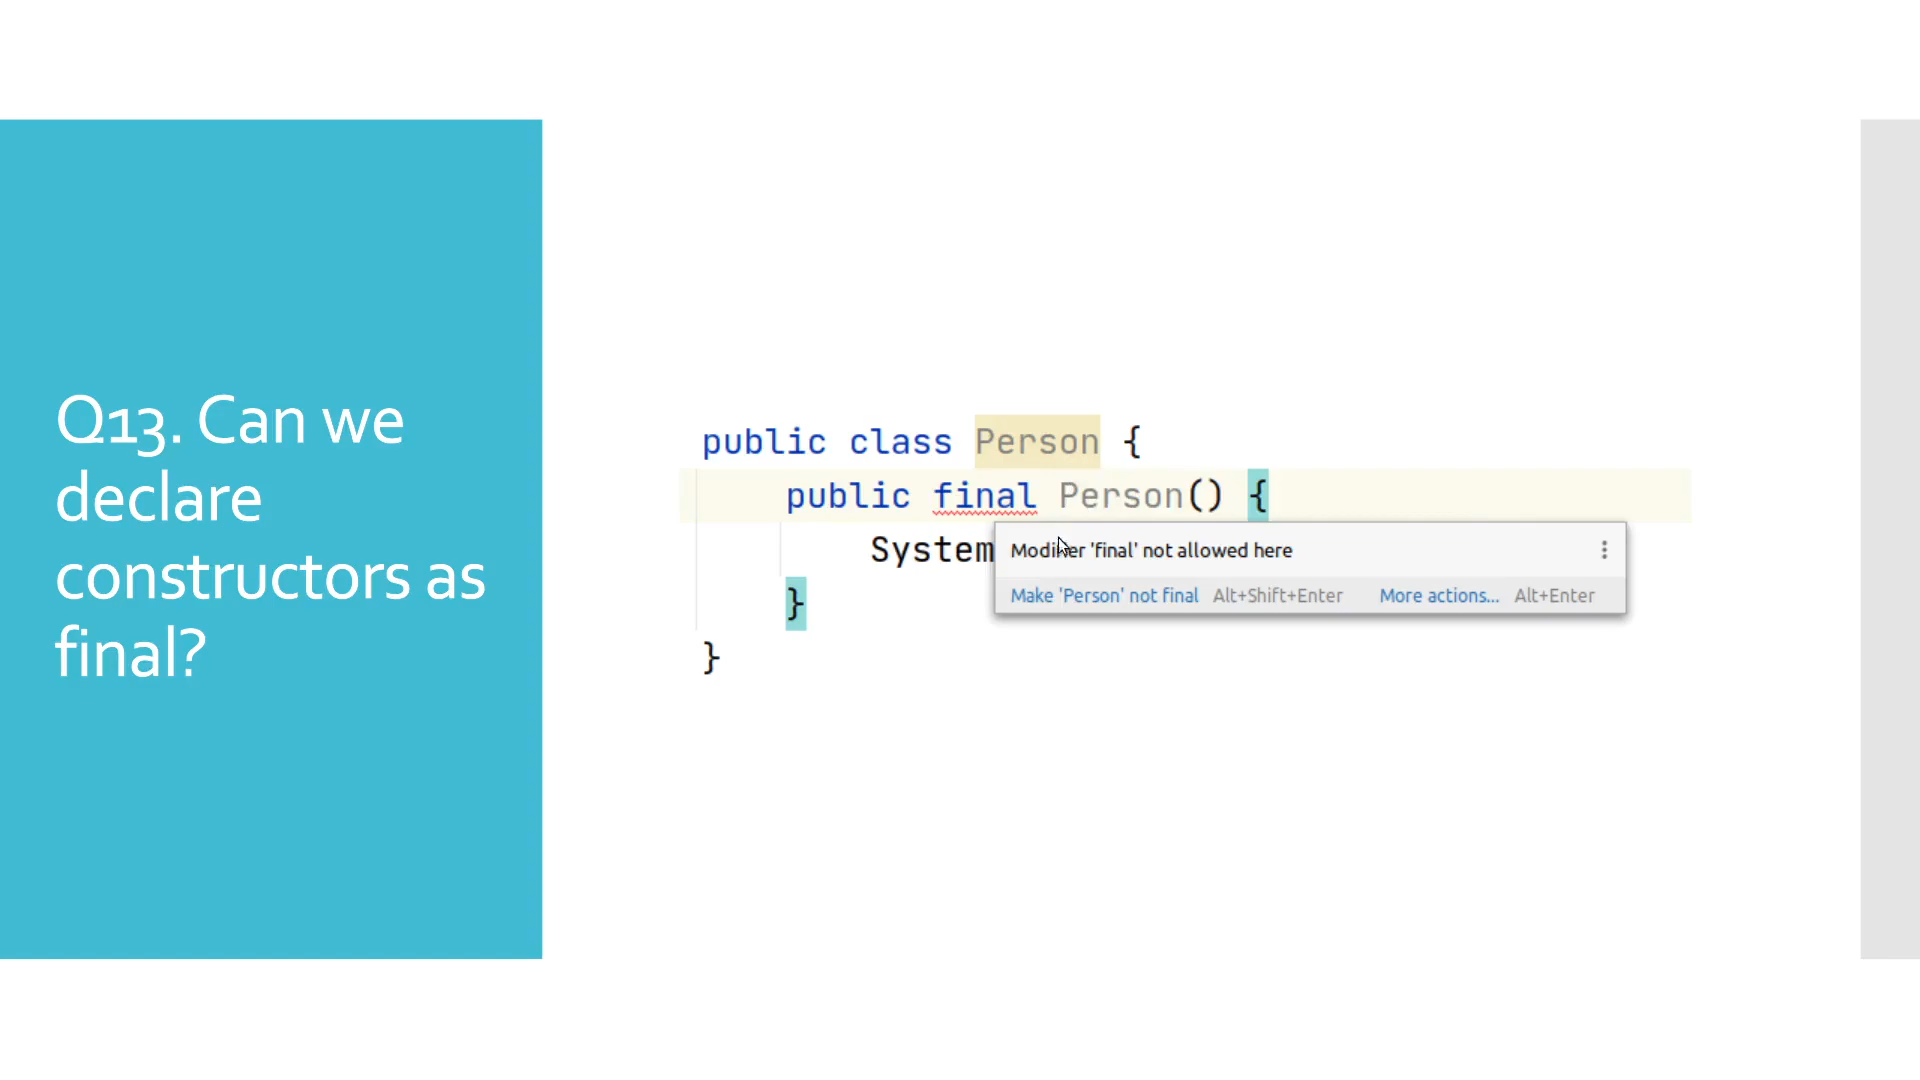 Q13. Can we
declare
constructors as
final?
public class Person {
public final Person() {
System
Modifier 'final' not allowed here
Make 'Person' not final Alt+Shift+Enter More actions... Alt+Enter
}
}